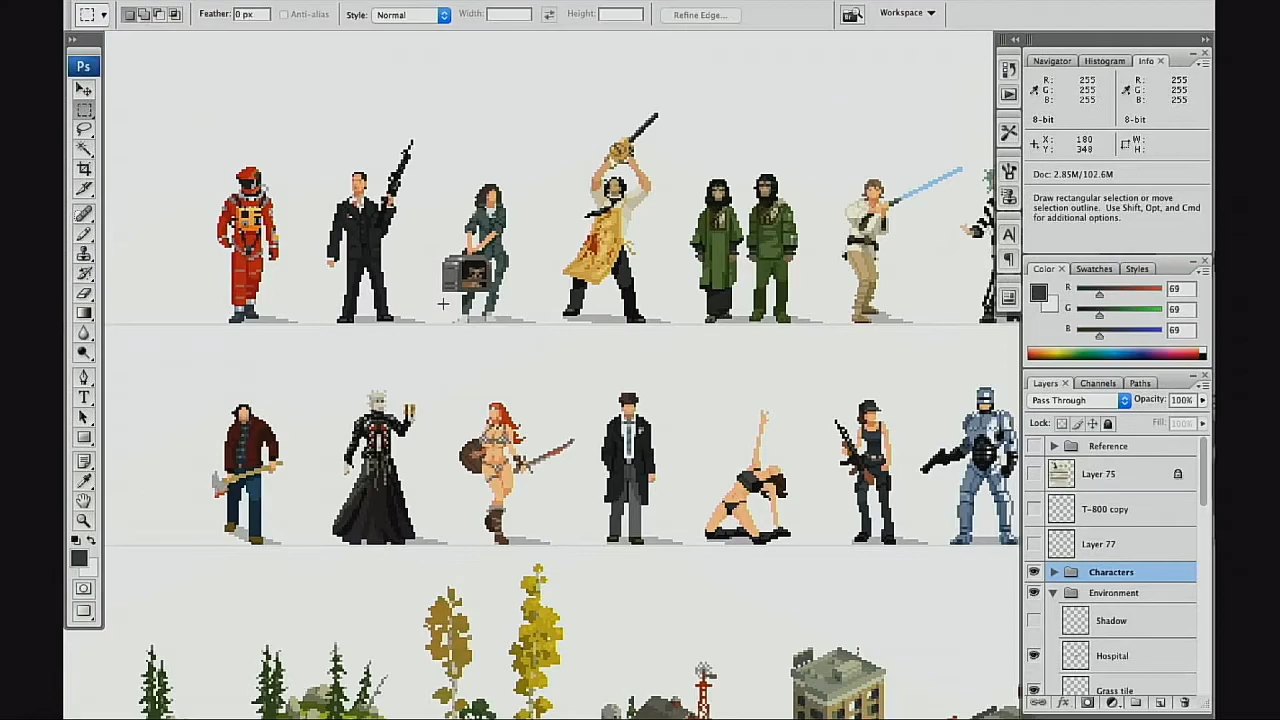 Feather: 0 px Anti-alias Style: Normal Width: Height: Refine Edge... Workspace
Ps
Navigator Histogram Info
R: 255 R: 255
G: 255 G: 255
B: 255 B: 255
8-bit 8-bit
X: 180 W:
Y: 348 H:
Doc: 2.85M/102.6M
Draw rectangular selection or move
selection outline. Use Shift, Opt, and Cmd
for additional options.
Color Swatches Styles
R 69
G 69
B 69
Layers Channels Paths
Pass Through Opacity: 100%
Lock: Fill: 100%
Reference
Layer 75
T-800 copy
Layer 77
Characters
Environment
Shadow
Hospital
Grass tile